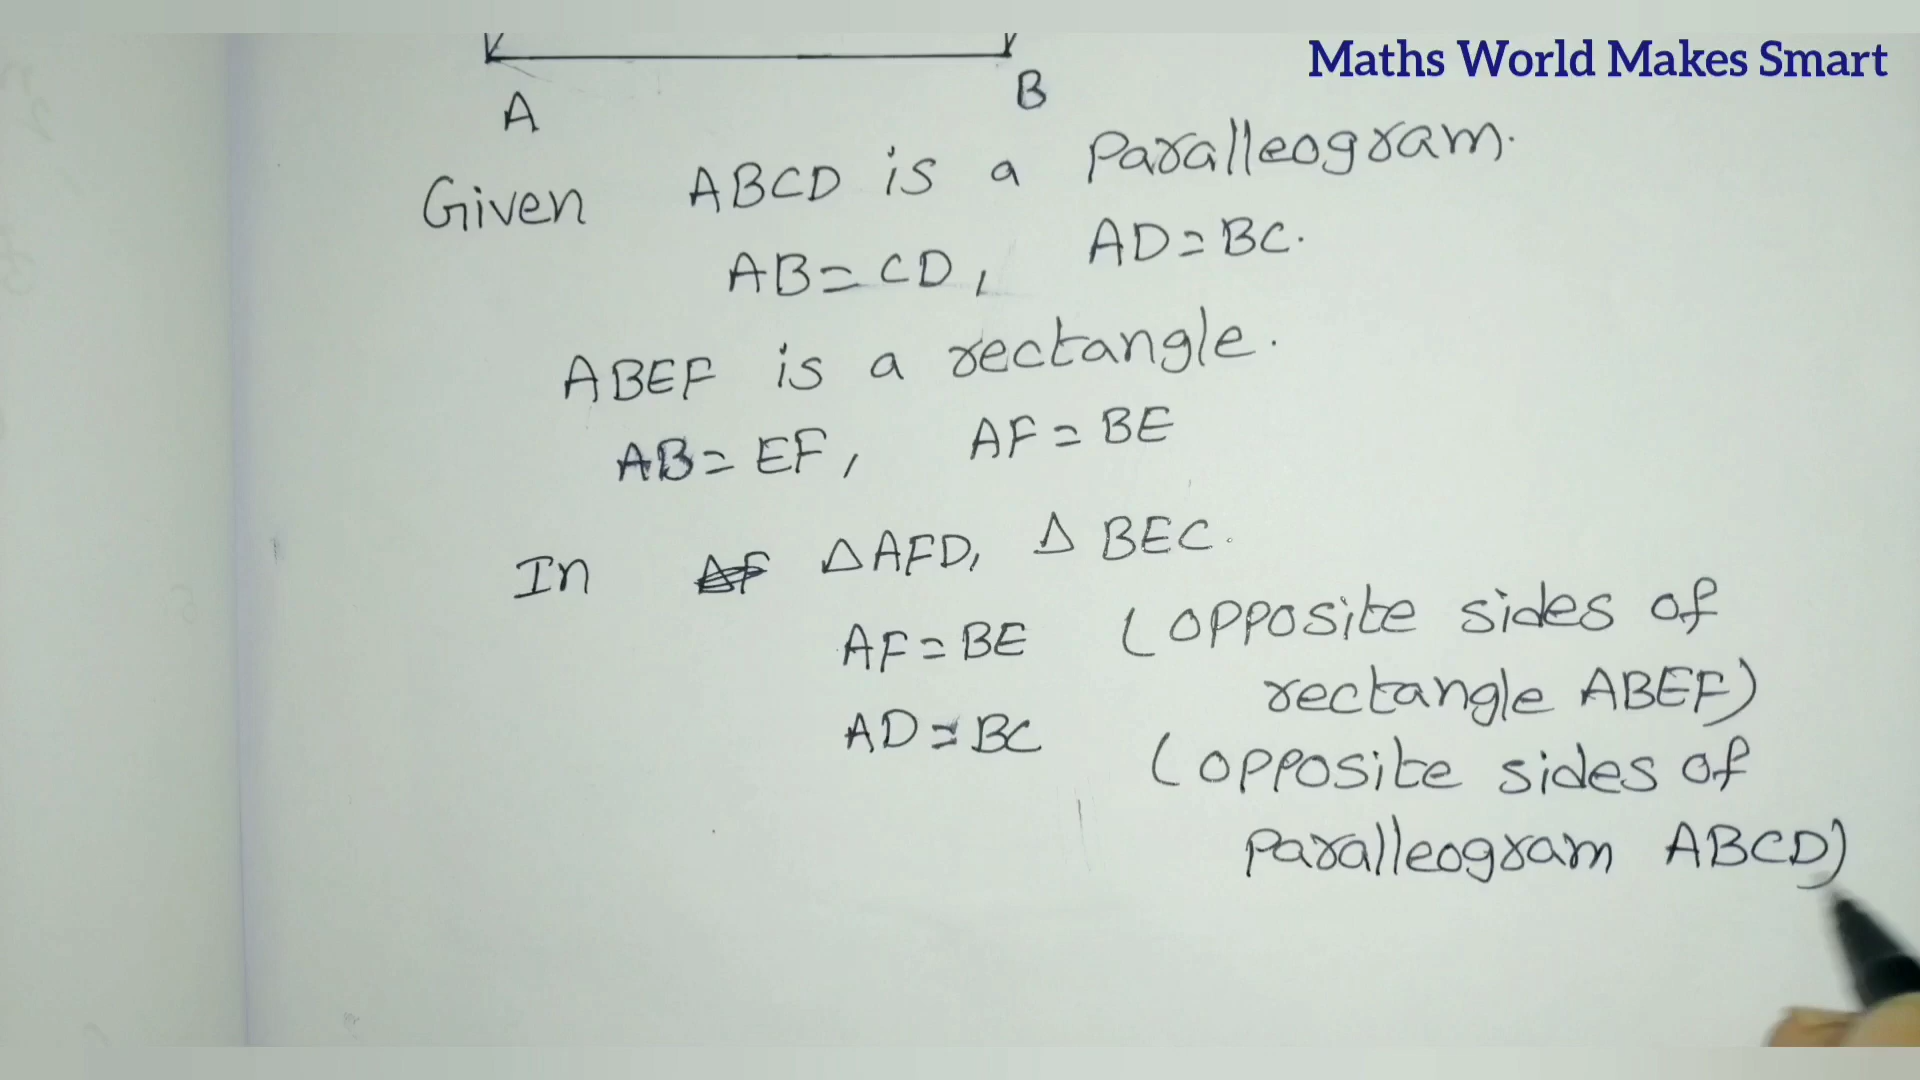 Maths World Makes Smart
A
B
Given ABCD is a Paralleogram.
AB = CD, AD = BC.
ABEF is a rectangle.
AB = EF, AF = BE
In △AFD, △ BEC.
AF = BE (opposite sides of
rectangle ABEF)
AD = BC (opposite sides of
Paralleogram ABCD)